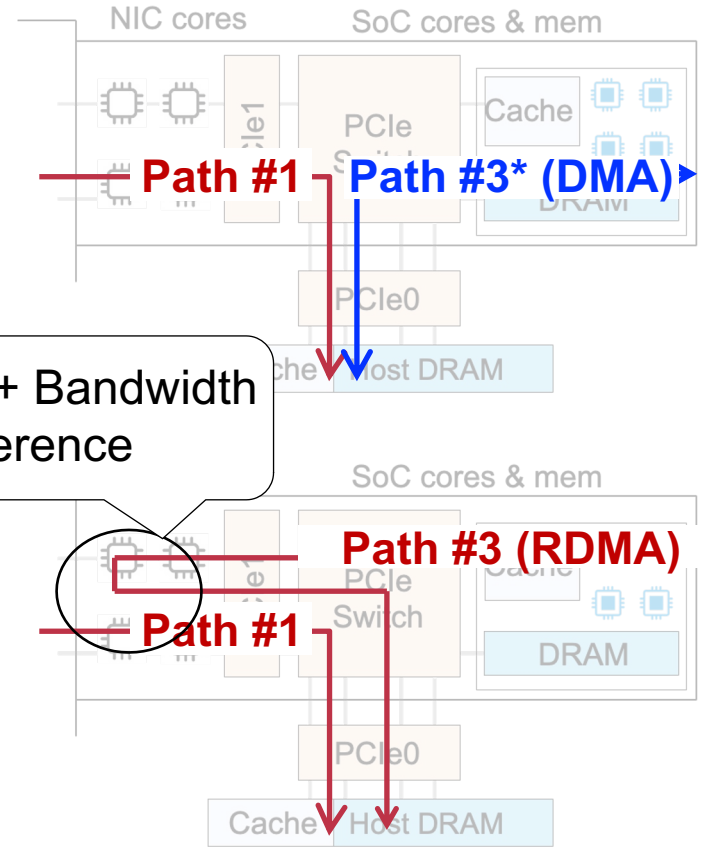 NIC cores
SoC cores & mem
Cache
PCIe
Path #1
Path #3* (DMA)
DRAM
PCIe0
Host DRAM
+ Bandwidth
SoC cores & mem
Path #3 (RDMA)
Cache
PCIe
Switch
Path #1
DRAM
PCIe0
Cache
Host DRAM